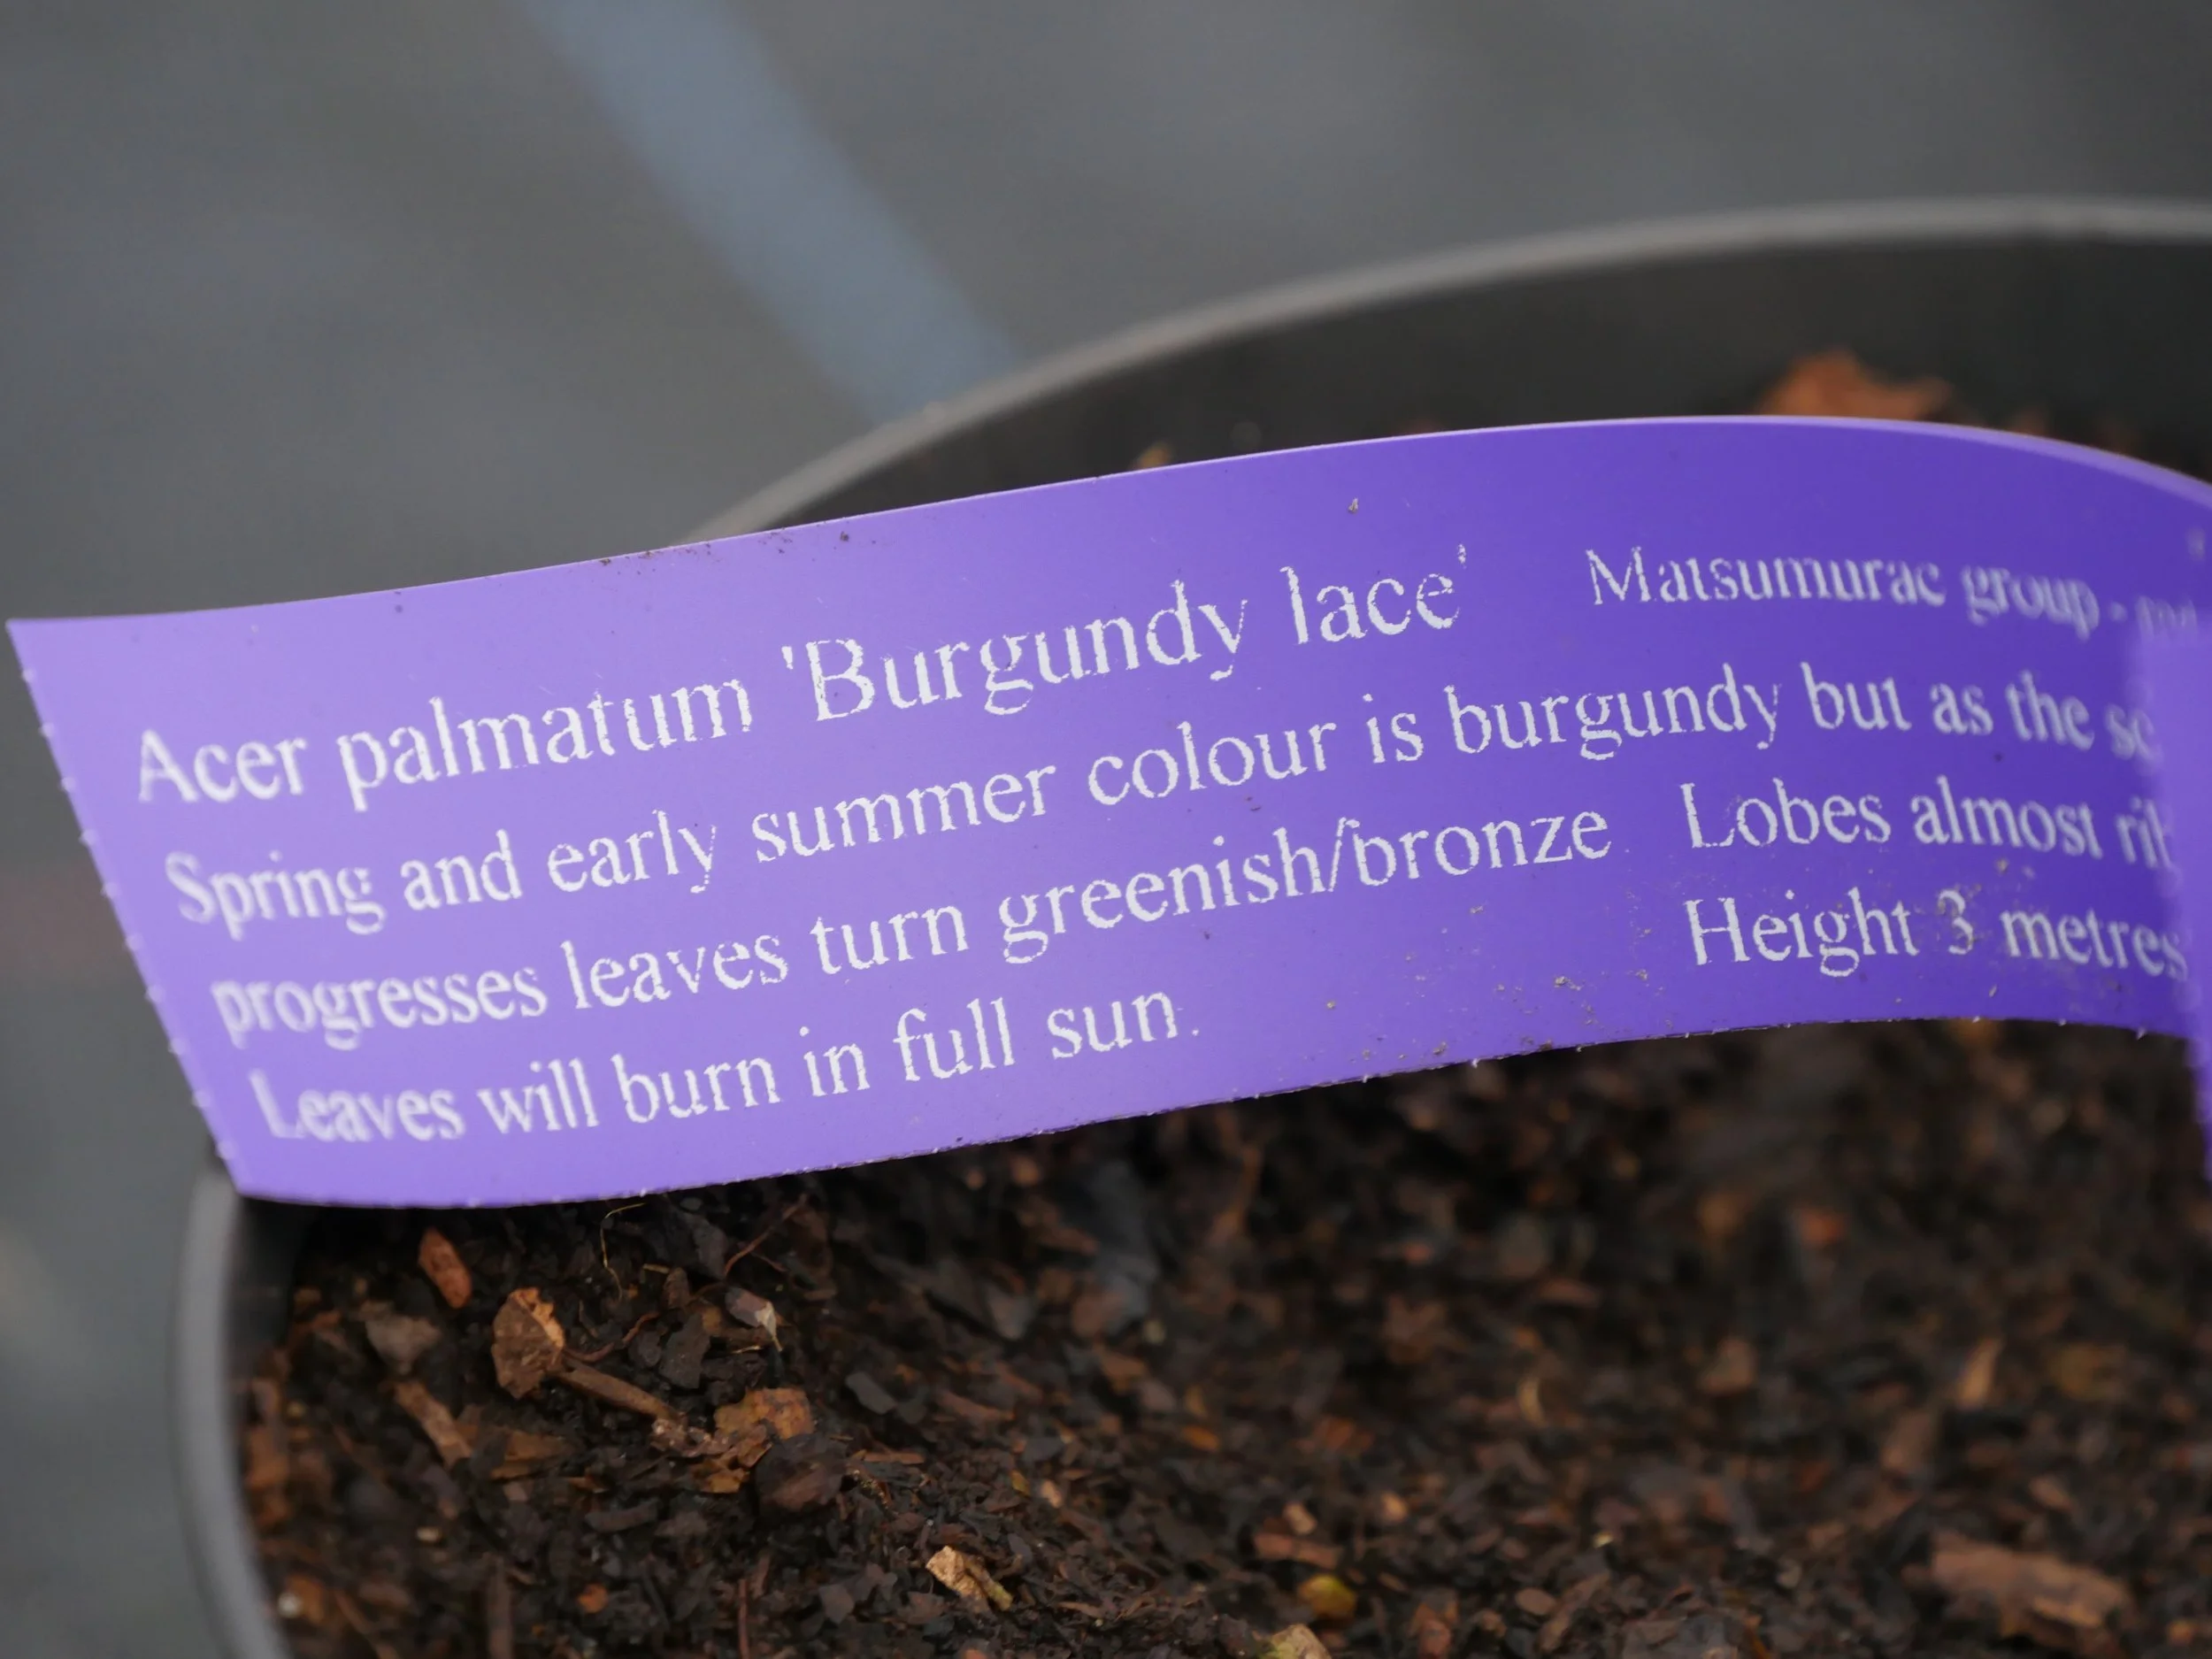 Acer palmatum 'Burgundy lace' Matsumurae group -
Spring and early summer colour is burgundy but as the
progresses leaves turn greenish/bronze Lobes almost
Leaves will burn in full sun. Height 3 metres